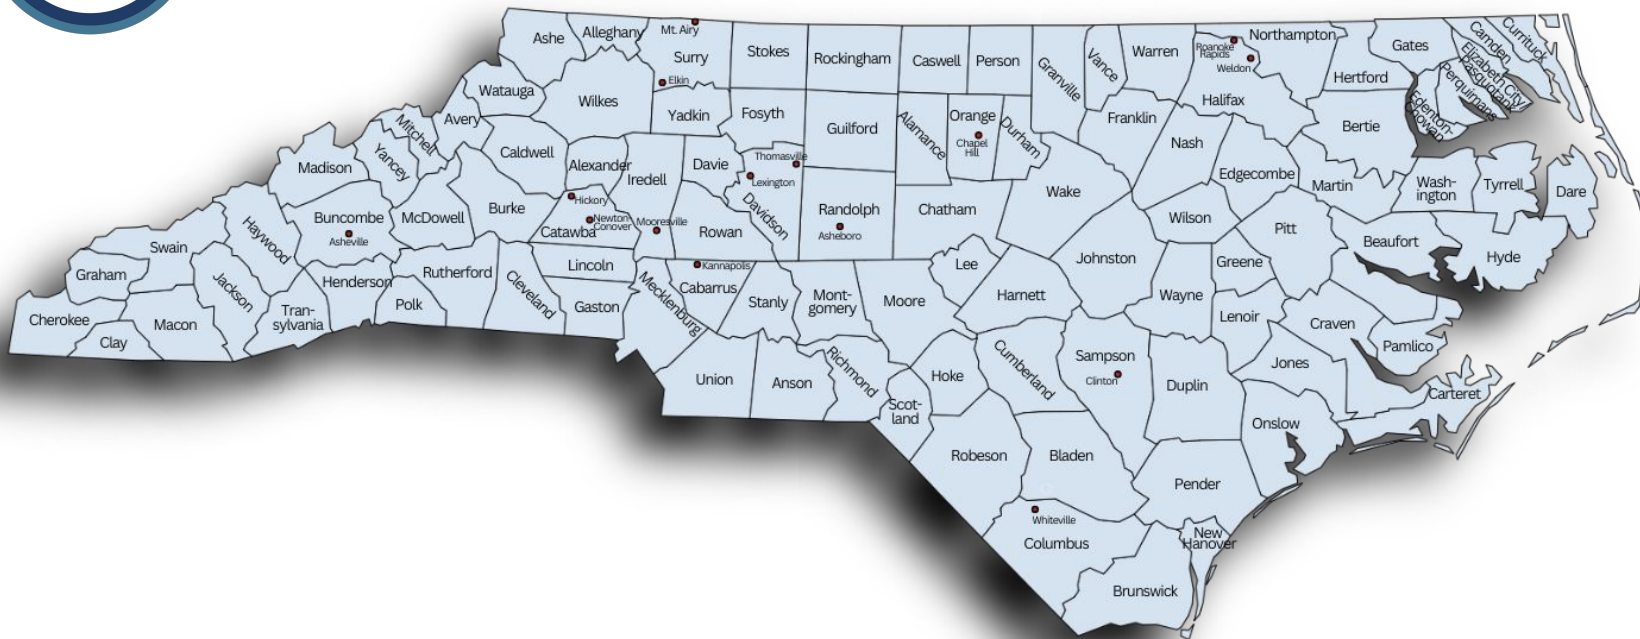 Ashe
Alleghany
Mt. Airy
Surry
Elkin
Stokes
Rockingham
Caswell
Person
Granville
Vance
Warren
Roanoke
Rapids
Weldon
Northampton
Halifax
Gates
Hertford
Camden
Currituck
Elizabeth City
Pasquotank
Perquimans
Edenton-
Chowan
Bertie
Watauga
Wilkes
Yadkin
Fosyth
Guilford
Alamance
Orange
Chapel
Hill
Durham
Franklin
Nash
Edgecombe
Martin
Wash-
ington
Tyrrell
Dare
Mitchell
Avery
Caldwell
Alexander
Iredell
Davie
Thomasville
Lexington
Davidson
Randolph
Asheboro
Chatham
Wake
Wilson
Pitt
Beaufort
Hyde
Madison
Yancey
Buncombe
Asheville
McDowell
Burke
Hickory
Newton-
Conover
Catawba
Mooresville
Rowan
Haywood
Swain
Graham
Jackson
Henderson
Rutherford
Polk
Cleveland
Lincoln
Gaston
Mecklenburg
Kannapolis
Cabarrus
Stanly
Mont-
gomery
Moore
Lee
Harnett
Johnston
Wayne
Greene
Lenoir
Craven
Pamlico
Jones
Carteret
Cherokee
Clay
Macon
Tran-
sylvania
Union
Anson
Richmond
Scot-
land
Hoke
Cumberland
Sampson
Clinton
Duplin
Onslow
Robeson
Bladen
Pender
Whiteville
Columbus
New
Hanover
Brunswick